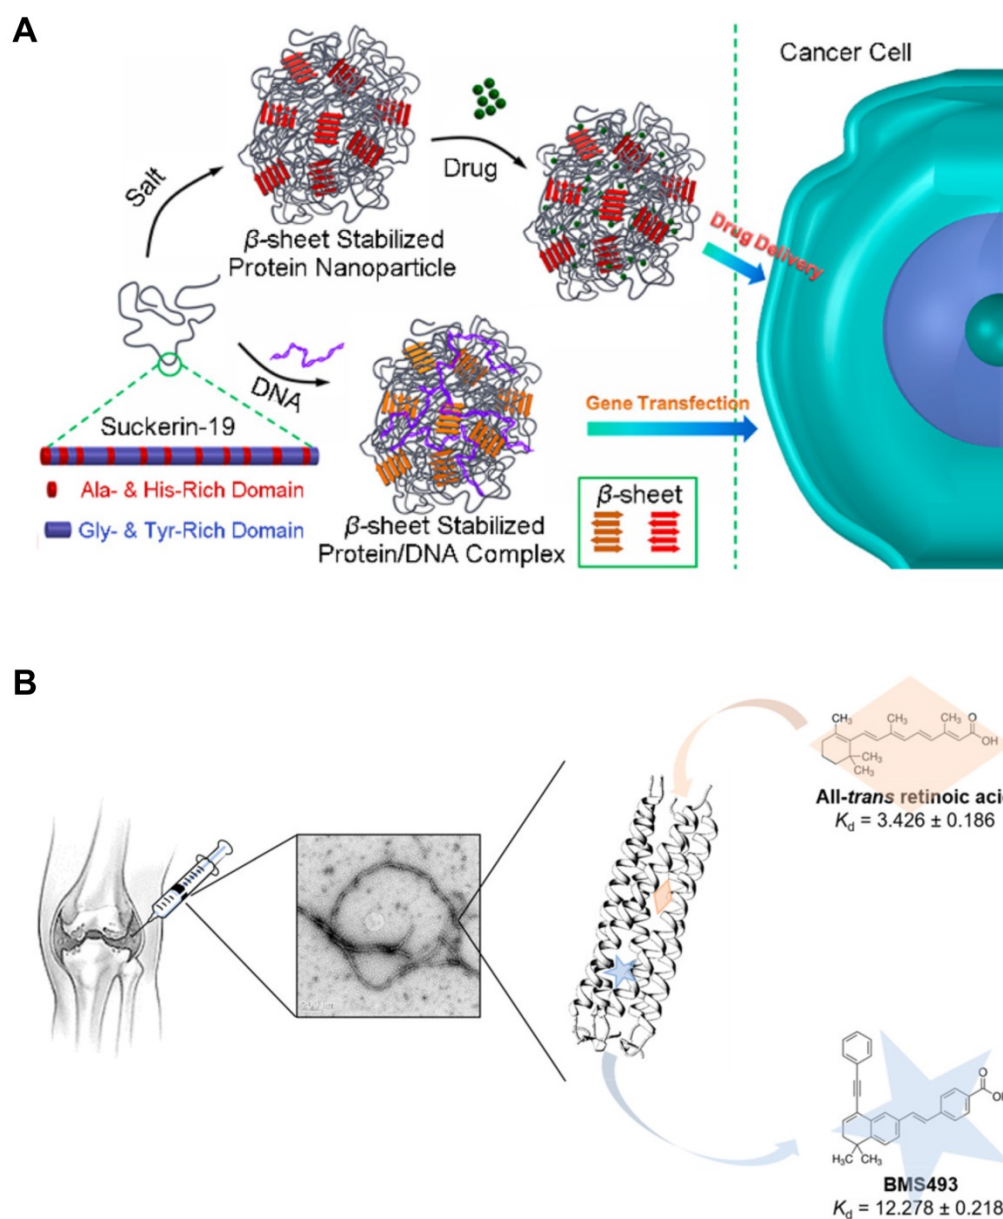 A
Cancer Cell
Salt
Drug
β-sheet Stabilized
Protein Nanoparticle
Drug Delivery
DNA
Suckerin-19
Gene Transfection
Ala- & His-Rich Domain
Gly- & Tyr-Rich Domain
β-sheet Stabilized
Protein/DNA Complex
β-sheet
B
CH₃
CH₃
CH₃
O
OH
CH₃
CH₃
All-trans retinoic acid
Kd = 3.426 ± 0.186
O
OH
H₃C CH₃
BMS493
Kd = 12.278 ± 0.218